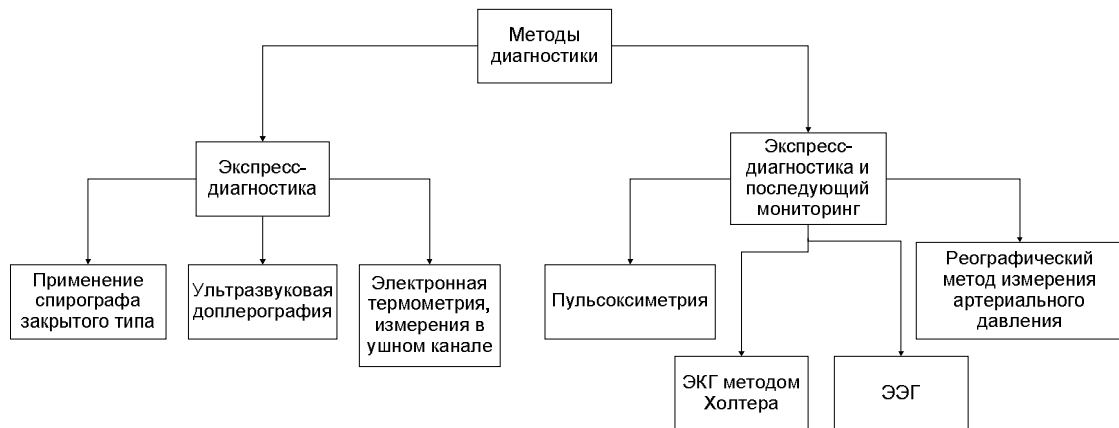 Методы
диагностики
Экспресс-
диагностика
Экспресс-
диагностика и
последующий
мониторинг
Применение
спирографа
закрытого типа
Ультразвуковая
доплерография
Электронная
термометрия,
измерения в
ушном канале
Пульсоксиметрия
Реографический
метод измерения
артериального
давления
ЭКГ методом
Холтера
ЭЭГ